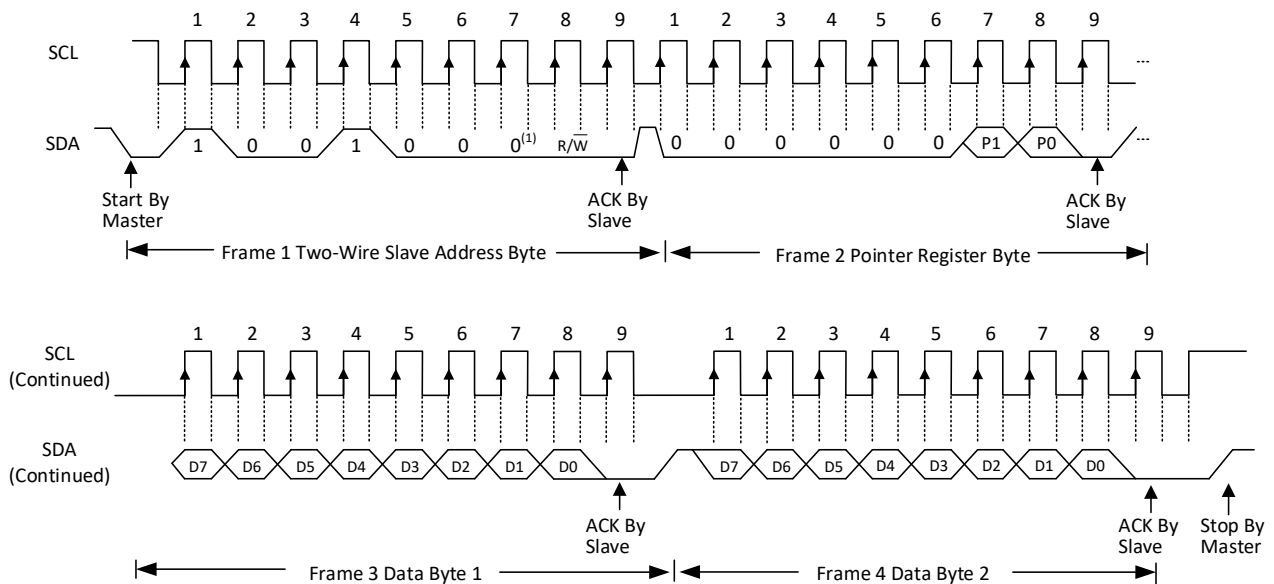 1 2 3 4 5 6 7 8 9 1 2 3 4 5 6 7 8 9
SCL
...
SDA
1 0 0 1 0 0 0(1) R/W̅ 0 0 0 0 0 0 P1 P0
...
Start By
Master
ACK By
Slave
ACK By
Slave
Frame 1 Two-Wire Slave Address Byte
Frame 2 Pointer Register Byte
1 2 3 4 5 6 7 8 9 1 2 3 4 5 6 7 8 9
SCL
(Continued)
SDA
(Continued)
D7 D6 D5 D4 D3 D2 D1 D0 D7 D6 D5 D4 D3 D2 D1 D0
ACK By
Slave
ACK By
Slave
Stop By
Master
Frame 3 Data Byte 1
Frame 4 Data Byte 2